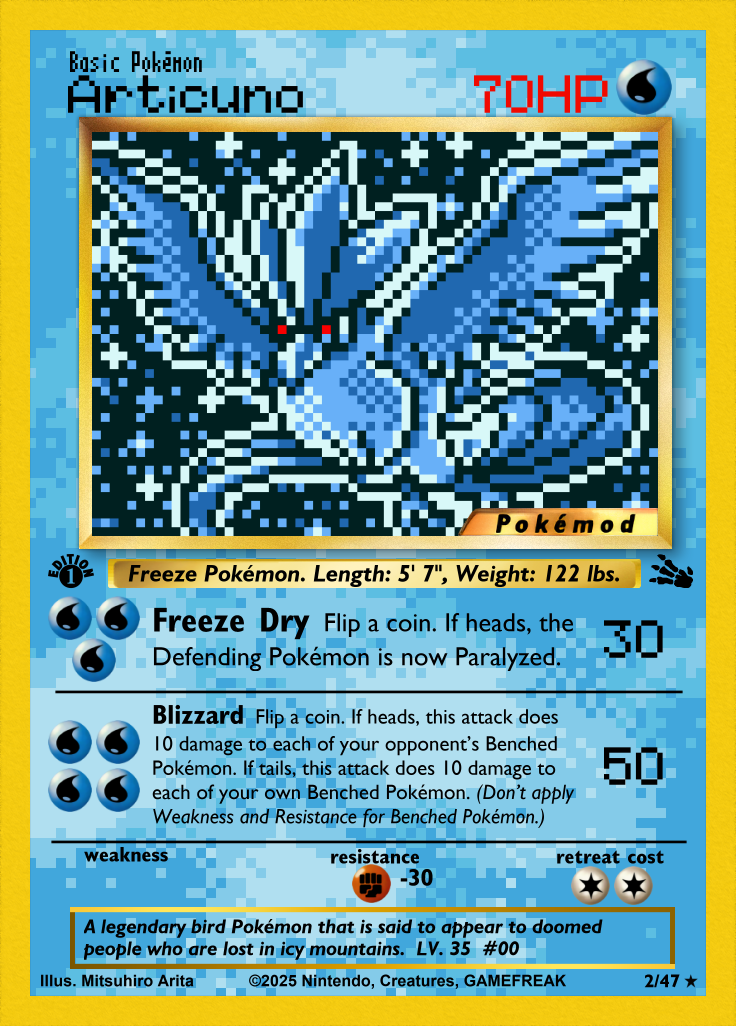 Basic Pokémon
Articuno 70HP
Pokémod
EDITION 1
Freeze Pokémon. Length: 5' 7", Weight: 122 lbs.
Freeze Dry Flip a coin. If heads, the
Defending Pokémon is now Paralyzed.
30
Blizzard Flip a coin. If heads, this attack does
10 damage to each of your opponent's Benched
Pokémon. If tails, this attack does 10 damage to
each of your own Benched Pokémon. (Don't apply
Weakness and Resistance for Benched Pokémon.)
50
weakness resistance retreat cost
-30
A legendary bird Pokémon that is said to appear to doomed
people who are lost in icy mountains. LV. 35 #00
Illus. Mitsuhiro Arita ©2025 Nintendo, Creatures, GAMEFREAK 2/47 ★